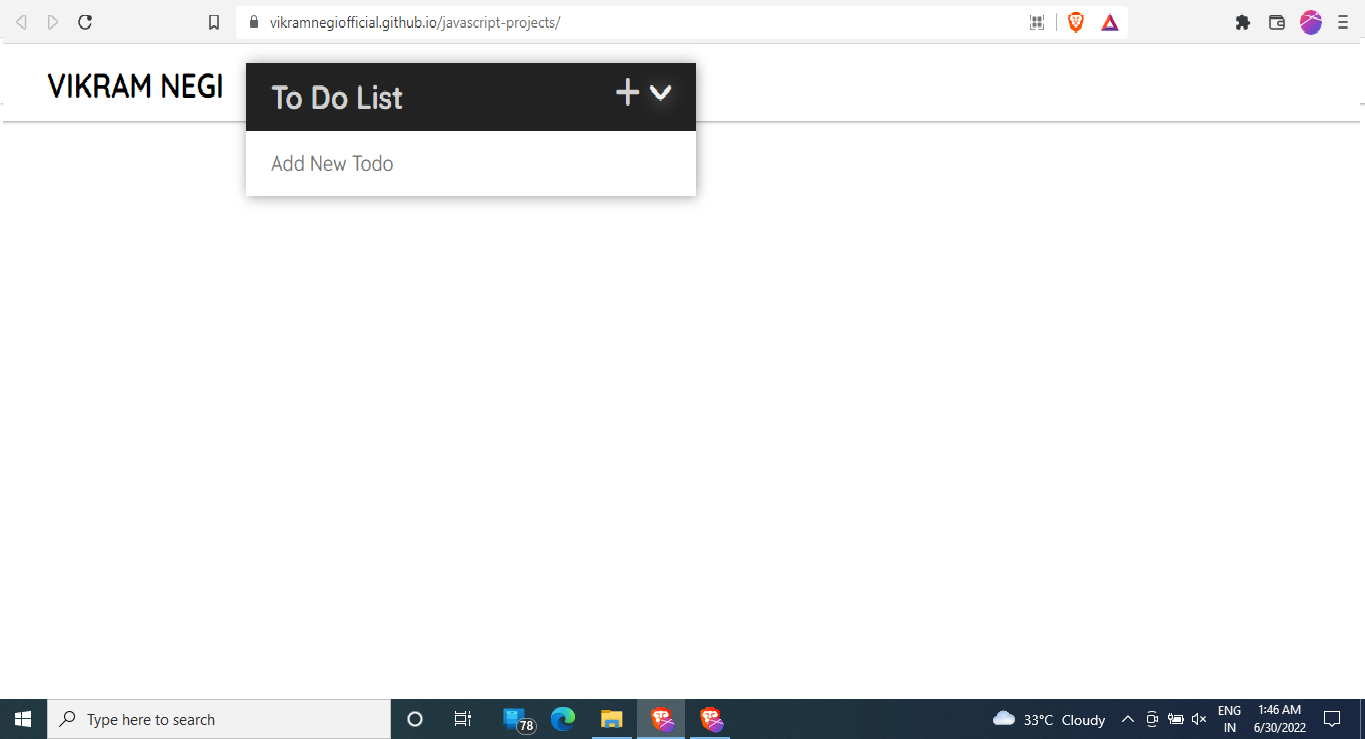 vikramnegiofficial.github.io/javascript-projects/
VIKRAM NEGI
To Do List
Add New Todo
Type here to search
78
33°C Cloudy
ENG
IN
1:46 AM
6/30/2022